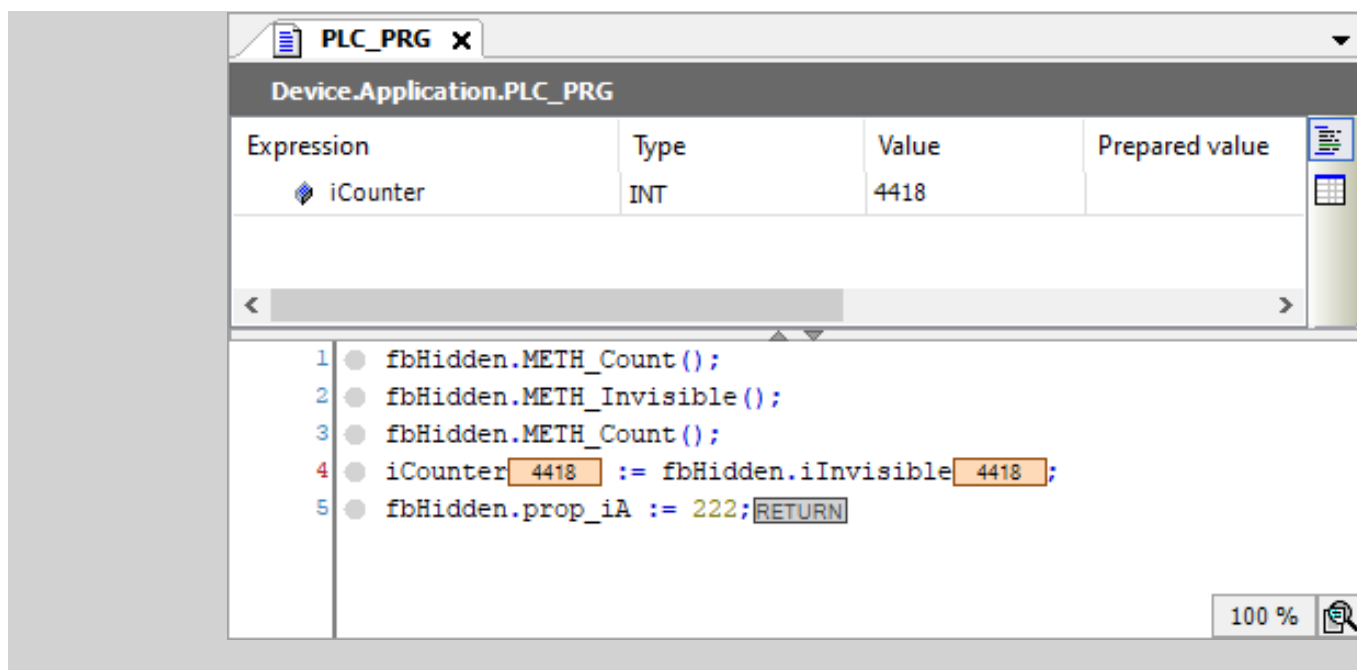 PLC_PRG
Device.Application.PLC_PRG
Expression Type Value Prepared value
iCounter INT 4418
1 fbHidden.METH_Count();
2 fbHidden.METH_Invisible();
3 fbHidden.METH_Count();
4 iCounter 4418 := fbHidden.iInvisible 4418 ;
5 fbHidden.prop_iA := 222; RETURN
100 %